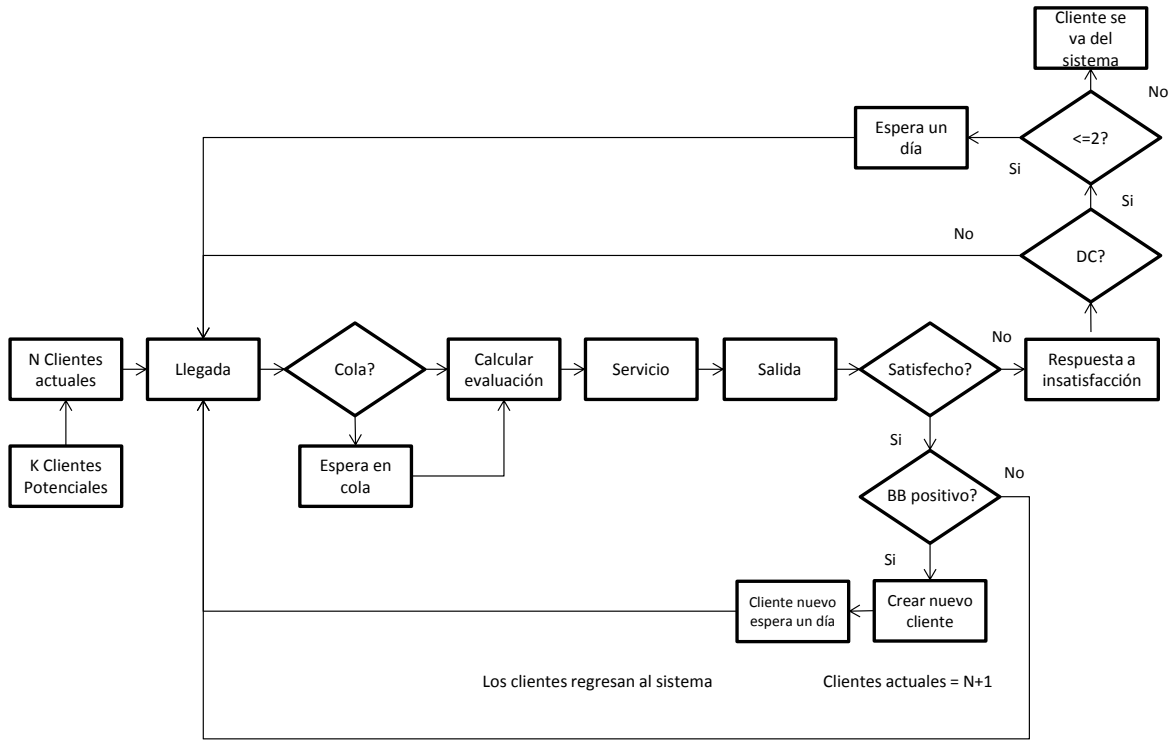 Cliente se
va del
sistema
No
Espera un
día
<=2?
Si
Si
No
DC?
N Clientes
actuales
Llegada
Cola?
Calcular
evaluación
Servicio
Salida
Satisfecho?
No
Respuesta a
insatisfacción
Si
K Clientes
Potenciales
Espera en
cola
BB positivo?
No
Si
Cliente nuevo
espera un día
Crear nuevo
cliente
Los clientes regresan al sistema
Clientes actuales = N+1